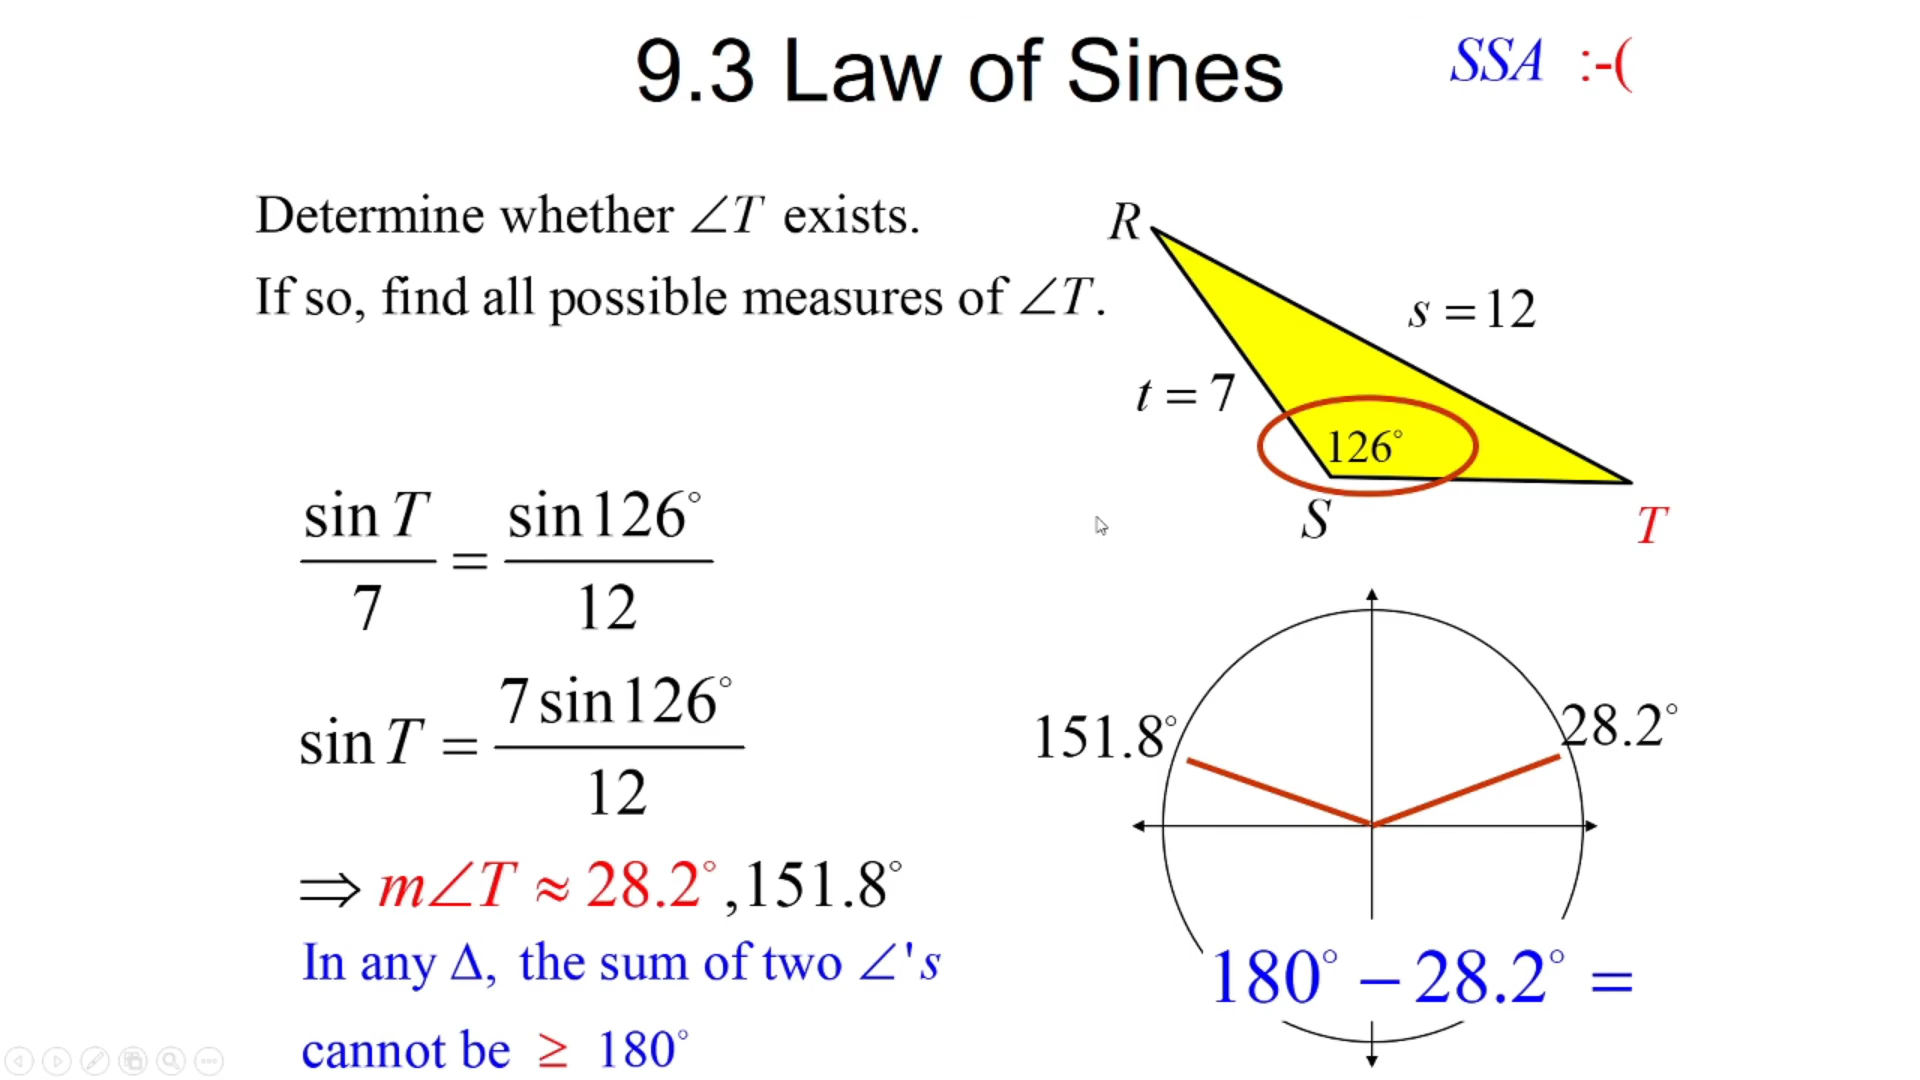 9.3 Law of Sines
SSA :-(
Determine whether ∠T exists.
If so, find all possible measures of ∠T.
R
s = 12
t = 7
126°
S
T
sin T / 7 = sin 126° / 12
sin T = 7 sin 126° / 12
⇒ m∠T ≈ 28.2°, 151.8°
In any Δ, the sum of two ∠'s
cannot be ≥ 180°
151.8°
28.2°
180° − 28.2° =